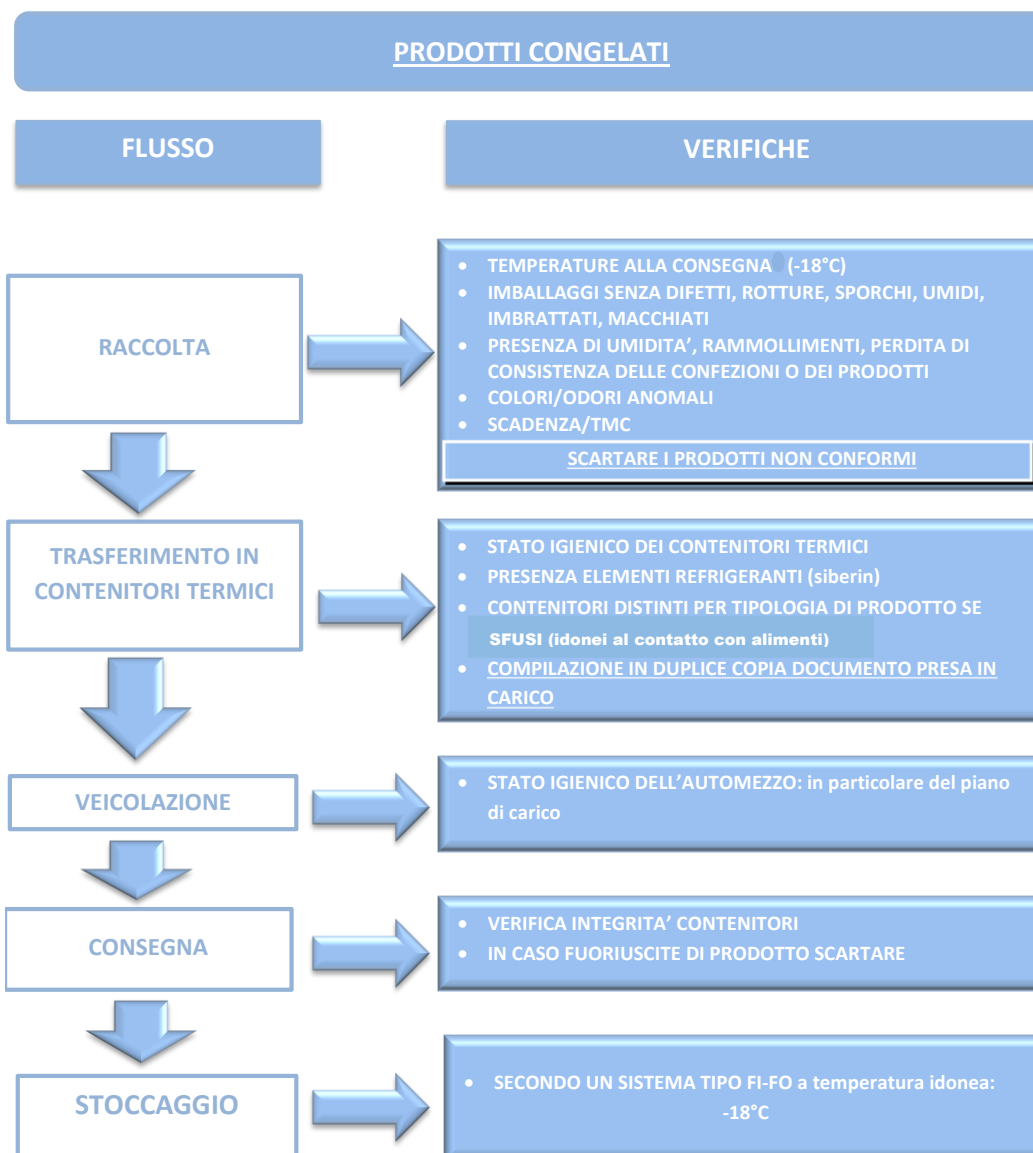 PRODOTTI CONGELATI
FLUSSO
VERIFICHE
RACCOLTA
• TEMPERATURE ALLA CONSEGNA (-18°C)
• IMBALLAGGI SENZA DIFETTI, ROTTURE, SPORCHI, UMIDI,
IMBRATTATI, MACCHIATI
• PRESENZA DI UMIDITA’, RAMMOLLIMENTI, PERDITA DI
CONSISTENZA DELLE CONFEZIONI O DEI PRODOTTI
• COLORI/ODORI ANOMALI
• SCADENZA/TMC
SCARTARE I PRODOTTI NON CONFORMI
TRASFERIMENTO IN
CONTENITORI TERMICI
• STATO IGIENICO DEI CONTENITORI TERMICI
• PRESENZA ELEMENTI REFRIGERANTI (siberin)
• CONTENITORI DISTINTI PER TIPOLOGIA DI PRODOTTO SE
SFUSI (idonei al contatto con alimenti)
• COMPILAZIONE IN DUPLICE COPIA DOCUMENTO PRESA IN
CARICO
VEICOLAZIONE
• STATO IGIENICO DELL’AUTOMEZZO: in particolare del piano
di carico
CONSEGNA
• VERIFICA INTEGRITA’ CONTENITORI
• IN CASO FUORIUSCITE DI PRODOTTO SCARTARE
STOCCAGGIO
• SECONDO UN SISTEMA TIPO FI-FO a temperatura idonea:
-18°C